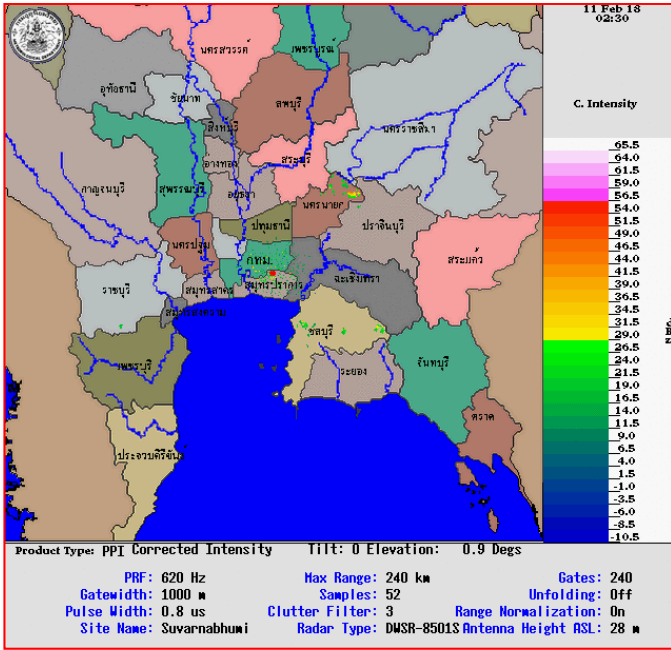 11 Feb 18
02:30
C. Intensity
65.5
64.0
61.5
59.0
56.5
54.0
51.5
49.0
46.5
44.0
41.5
39.0
36.5
34.0
31.5
29.0
26.5
24.0
21.5
19.0
16.5
14.0
11.5
9.0
6.5
4.0
1.5
-1.0
-3.5
-6.0
-8.5
-10.5
นครสวรรค์
เพชรบูรณ์
อุทัยธานี
ชัยนาท
ลพบุรี
สิงห์บุรี
นครราชสีมา
อ่างทอง
สระบุรี
กาญจนบุรี
สุพรรณบุรี
อยุธยา
นครนายก
ปทุมธานี
ปราจีนบุรี
นครปฐม
กทม.
สระแก้ว
ราชบุรี
สมุทรสาคร
สมุทรปราการ
ฉะเชิงเทรา
สมุทรสงคราม
ชลบุรี
เพชรบุรี
ระยอง
จันทบุรี
ตราด
ประจวบคีรีขันธ์
Product Type: PPI Corrected Intensity Tilt: 0 Elevation: 0.9 Degs
PRF: 620 Hz Max Range: 240 km Gates: 240
Gatewidth: 1000 m Samples: 52 Unfolding: Off
Pulse Width: 0.8 us Clutter Filter: 3 Range Normalization: On
Site Name: Suvarnabhumi Radar Type: DWSR-8501S Antenna Height ASL: 28 m